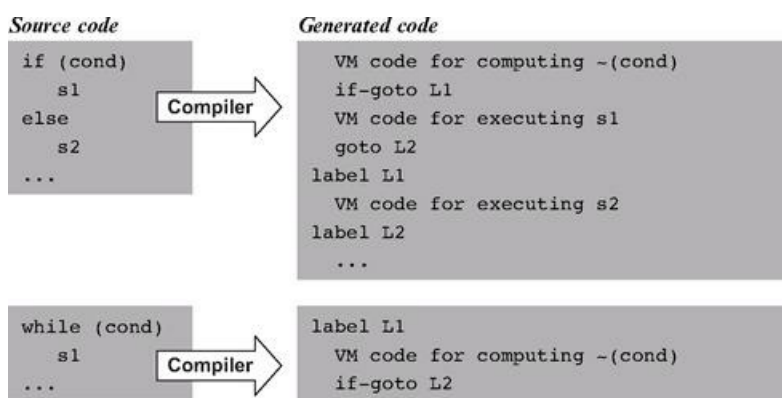 Source code
if (cond)
s1
else
s2
...
Compiler
Generated code
VM code for computing ~(cond)
if-goto L1
VM code for executing s1
goto L2
label L1
VM code for executing s2
label L2
...
while (cond)
s1
...
Compiler
label L1
VM code for computing ~(cond)
if-goto L2